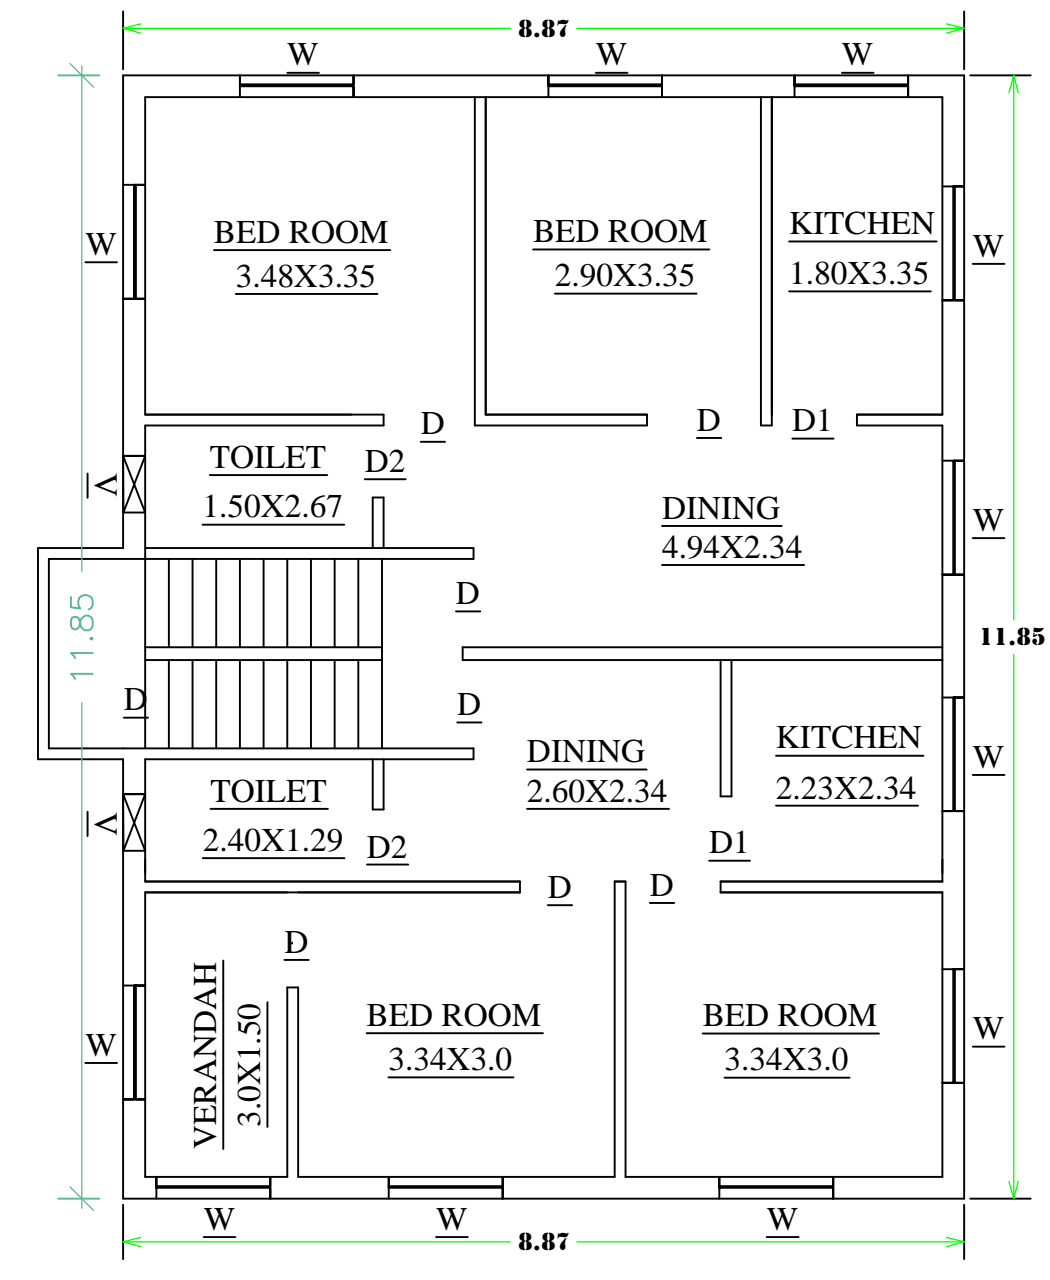 8.87
W
W
W
BED ROOM
3.48X3.35
BED ROOM
2.90X3.35
KITCHEN
1.80X3.35
W
W
D
D
D1
TOILET
1.50X2.67
D2
V
DINING
4.94X2.34
W
D
11.85
11.85
D
D
DINING
2.60X2.34
KITCHEN
2.23X2.34
W
TOILET
2.40X1.29
V
D2
D1
D
D
D
VERANDAH
3.0X1.50
BED ROOM
3.34X3.0
BED ROOM
3.34X3.0
W
W
W
W
W
8.87